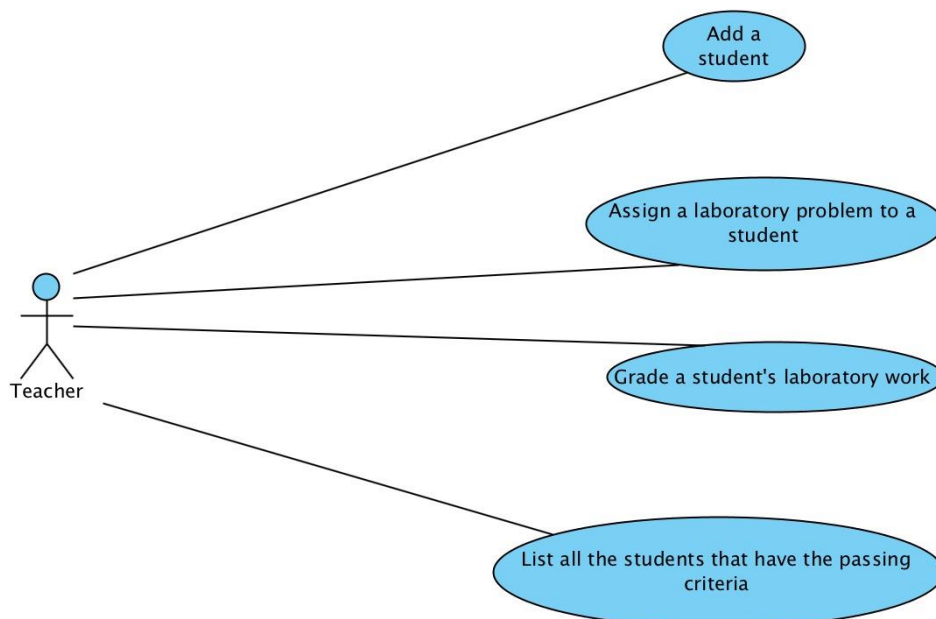 Add a
student
Assign a laboratory problem to a
student
Grade a student's laboratory work
Teacher
List all the students that have the passing
criteria